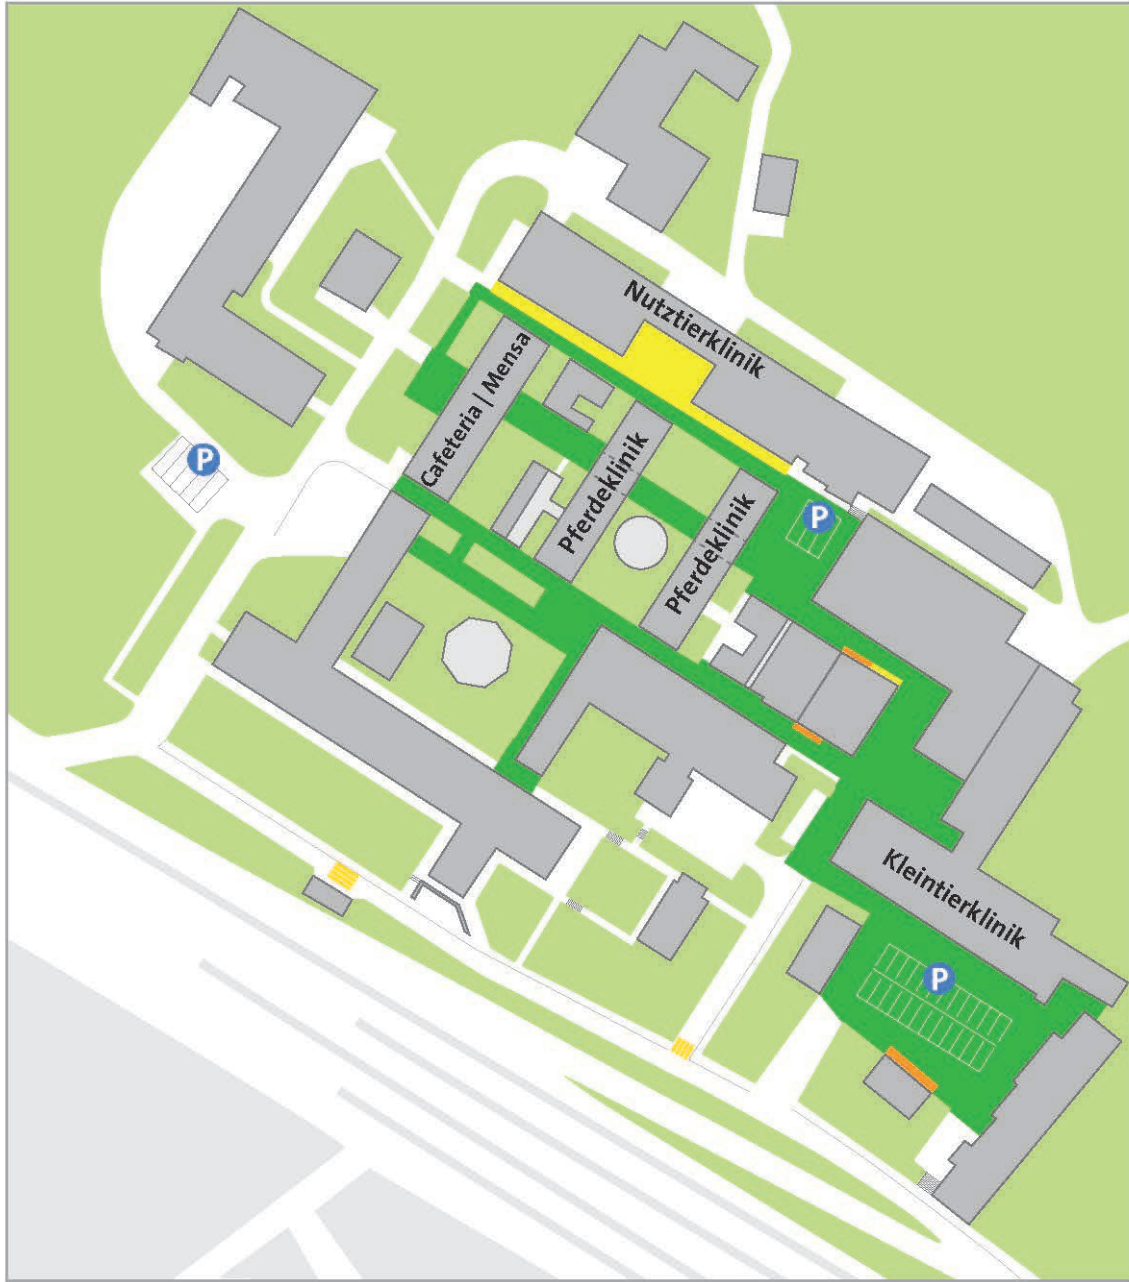 Nutztierklinik
Cafeteria | Mensa
P
Pferdeklinik
P
Pferdeklinik
Kleintierklinik
P